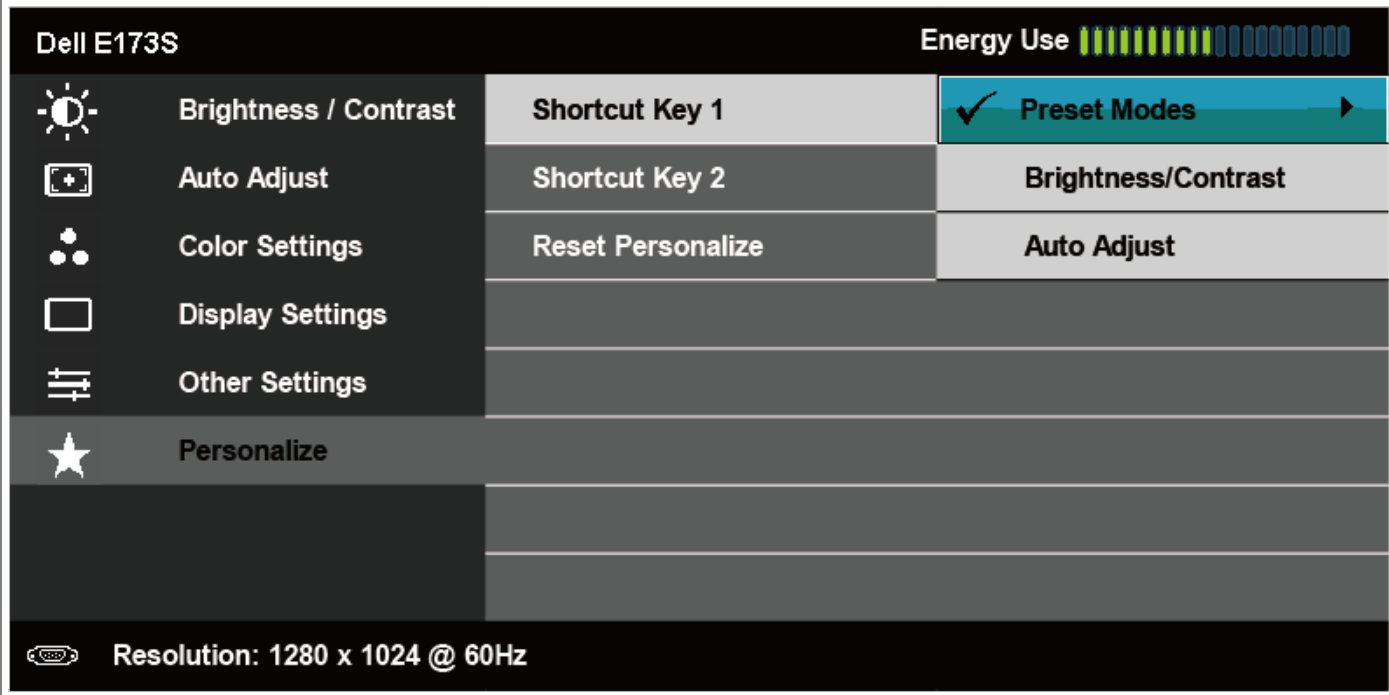 Dell E173S Energy Use
Brightness / Contrast Shortcut Key 1 Preset Modes
Auto Adjust Shortcut Key 2 Brightness/Contrast
Color Settings Reset Personalize Auto Adjust
Display Settings
Other Settings
Personalize
Resolution: 1280 x 1024 @ 60Hz